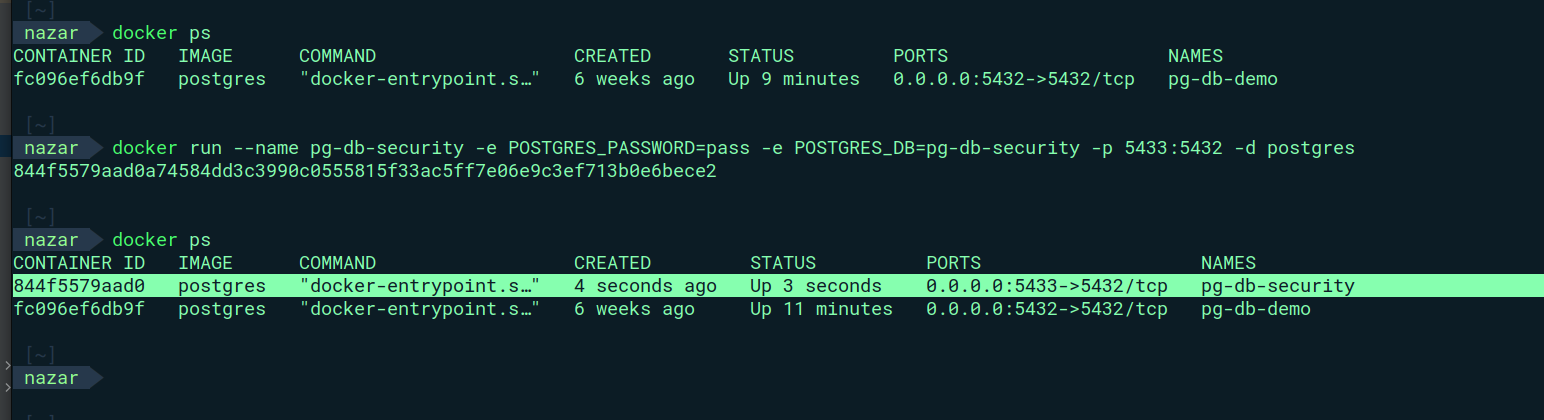 [~]
nazar docker ps
CONTAINER ID IMAGE COMMAND CREATED STATUS PORTS NAMES
fc096ef6db9f postgres "docker-entrypoint.s…" 6 weeks ago Up 9 minutes 0.0.0.0:5432->5432/tcp pg-db-demo
[~]
nazar docker run --name pg-db-security -e POSTGRES_PASSWORD=pass -e POSTGRES_DB=pg-db-security -p 5433:5432 -d postgres
844f5579aad0a74584dd3c3990c0555815f33ac5ff7e06e9c3ef713b0e6bece2
[~]
nazar docker ps
CONTAINER ID IMAGE COMMAND CREATED STATUS PORTS NAMES
844f5579aad0 postgres "docker-entrypoint.s…" 4 seconds ago Up 3 seconds 0.0.0.0:5433->5432/tcp pg-db-security
fc096ef6db9f postgres "docker-entrypoint.s…" 6 weeks ago Up 11 minutes 0.0.0.0:5432->5432/tcp pg-db-demo
[~]
nazar
[~]